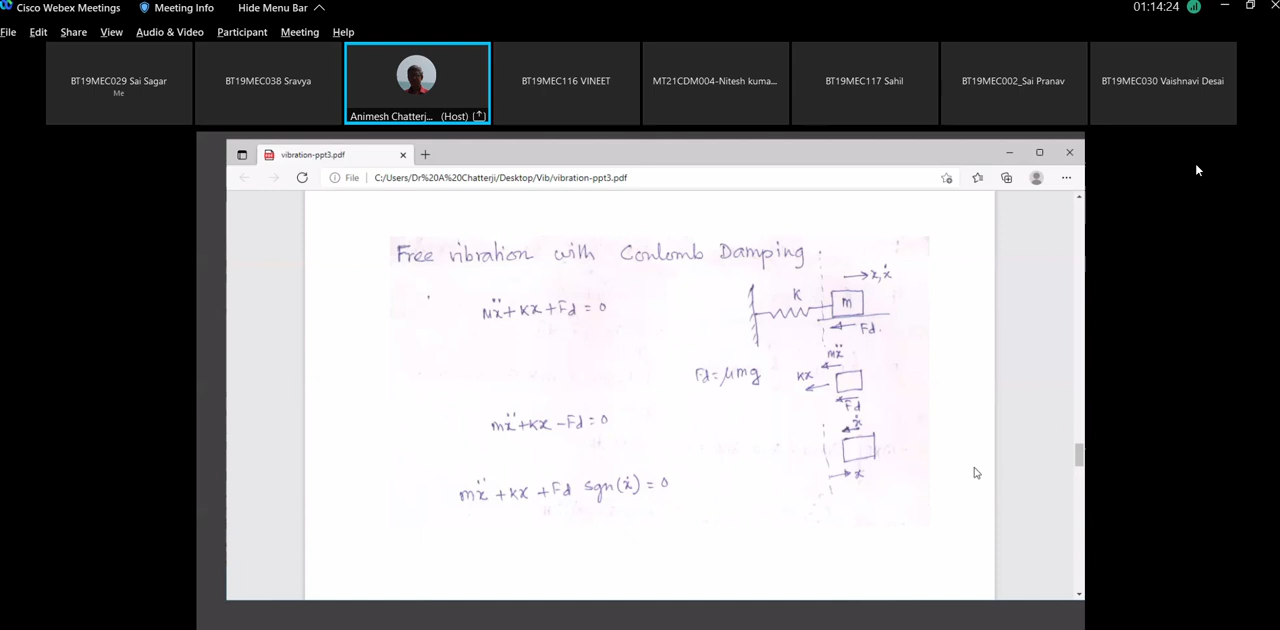 Cisco Webex Meetings
Meeting Info
Hide Menu Bar
01:14:24
File Edit Share View Audio & Video Participant Meeting Help
BT19MEC029 Sai Sagar
Me
BT19MEC038 Sravya
Animesh Chatterj... (Host)
BT19MEC116 VINEET
MT21CDM004-Nitesh kuma...
BT19MEC117 Sahil
BT19MEC002_Sai Pranav
BT19MEC030 Vaishnavi Desai
vibration-ppt3.pdf
File C:/Users/Dr%20A%20Chatterji/Desktop/Vib/vibration-ppt3.pdf
Free vibration with Conlomb Damping
Mẍ + Kx + Fd = 0
K
m
x, ẋ
Fd.
Fd = μmg
mẍ
Kx
Fd
mẍ + Kx - Fd = 0
ẋ
x
mẍ + Kx + Fd sgn(ẋ) = 0